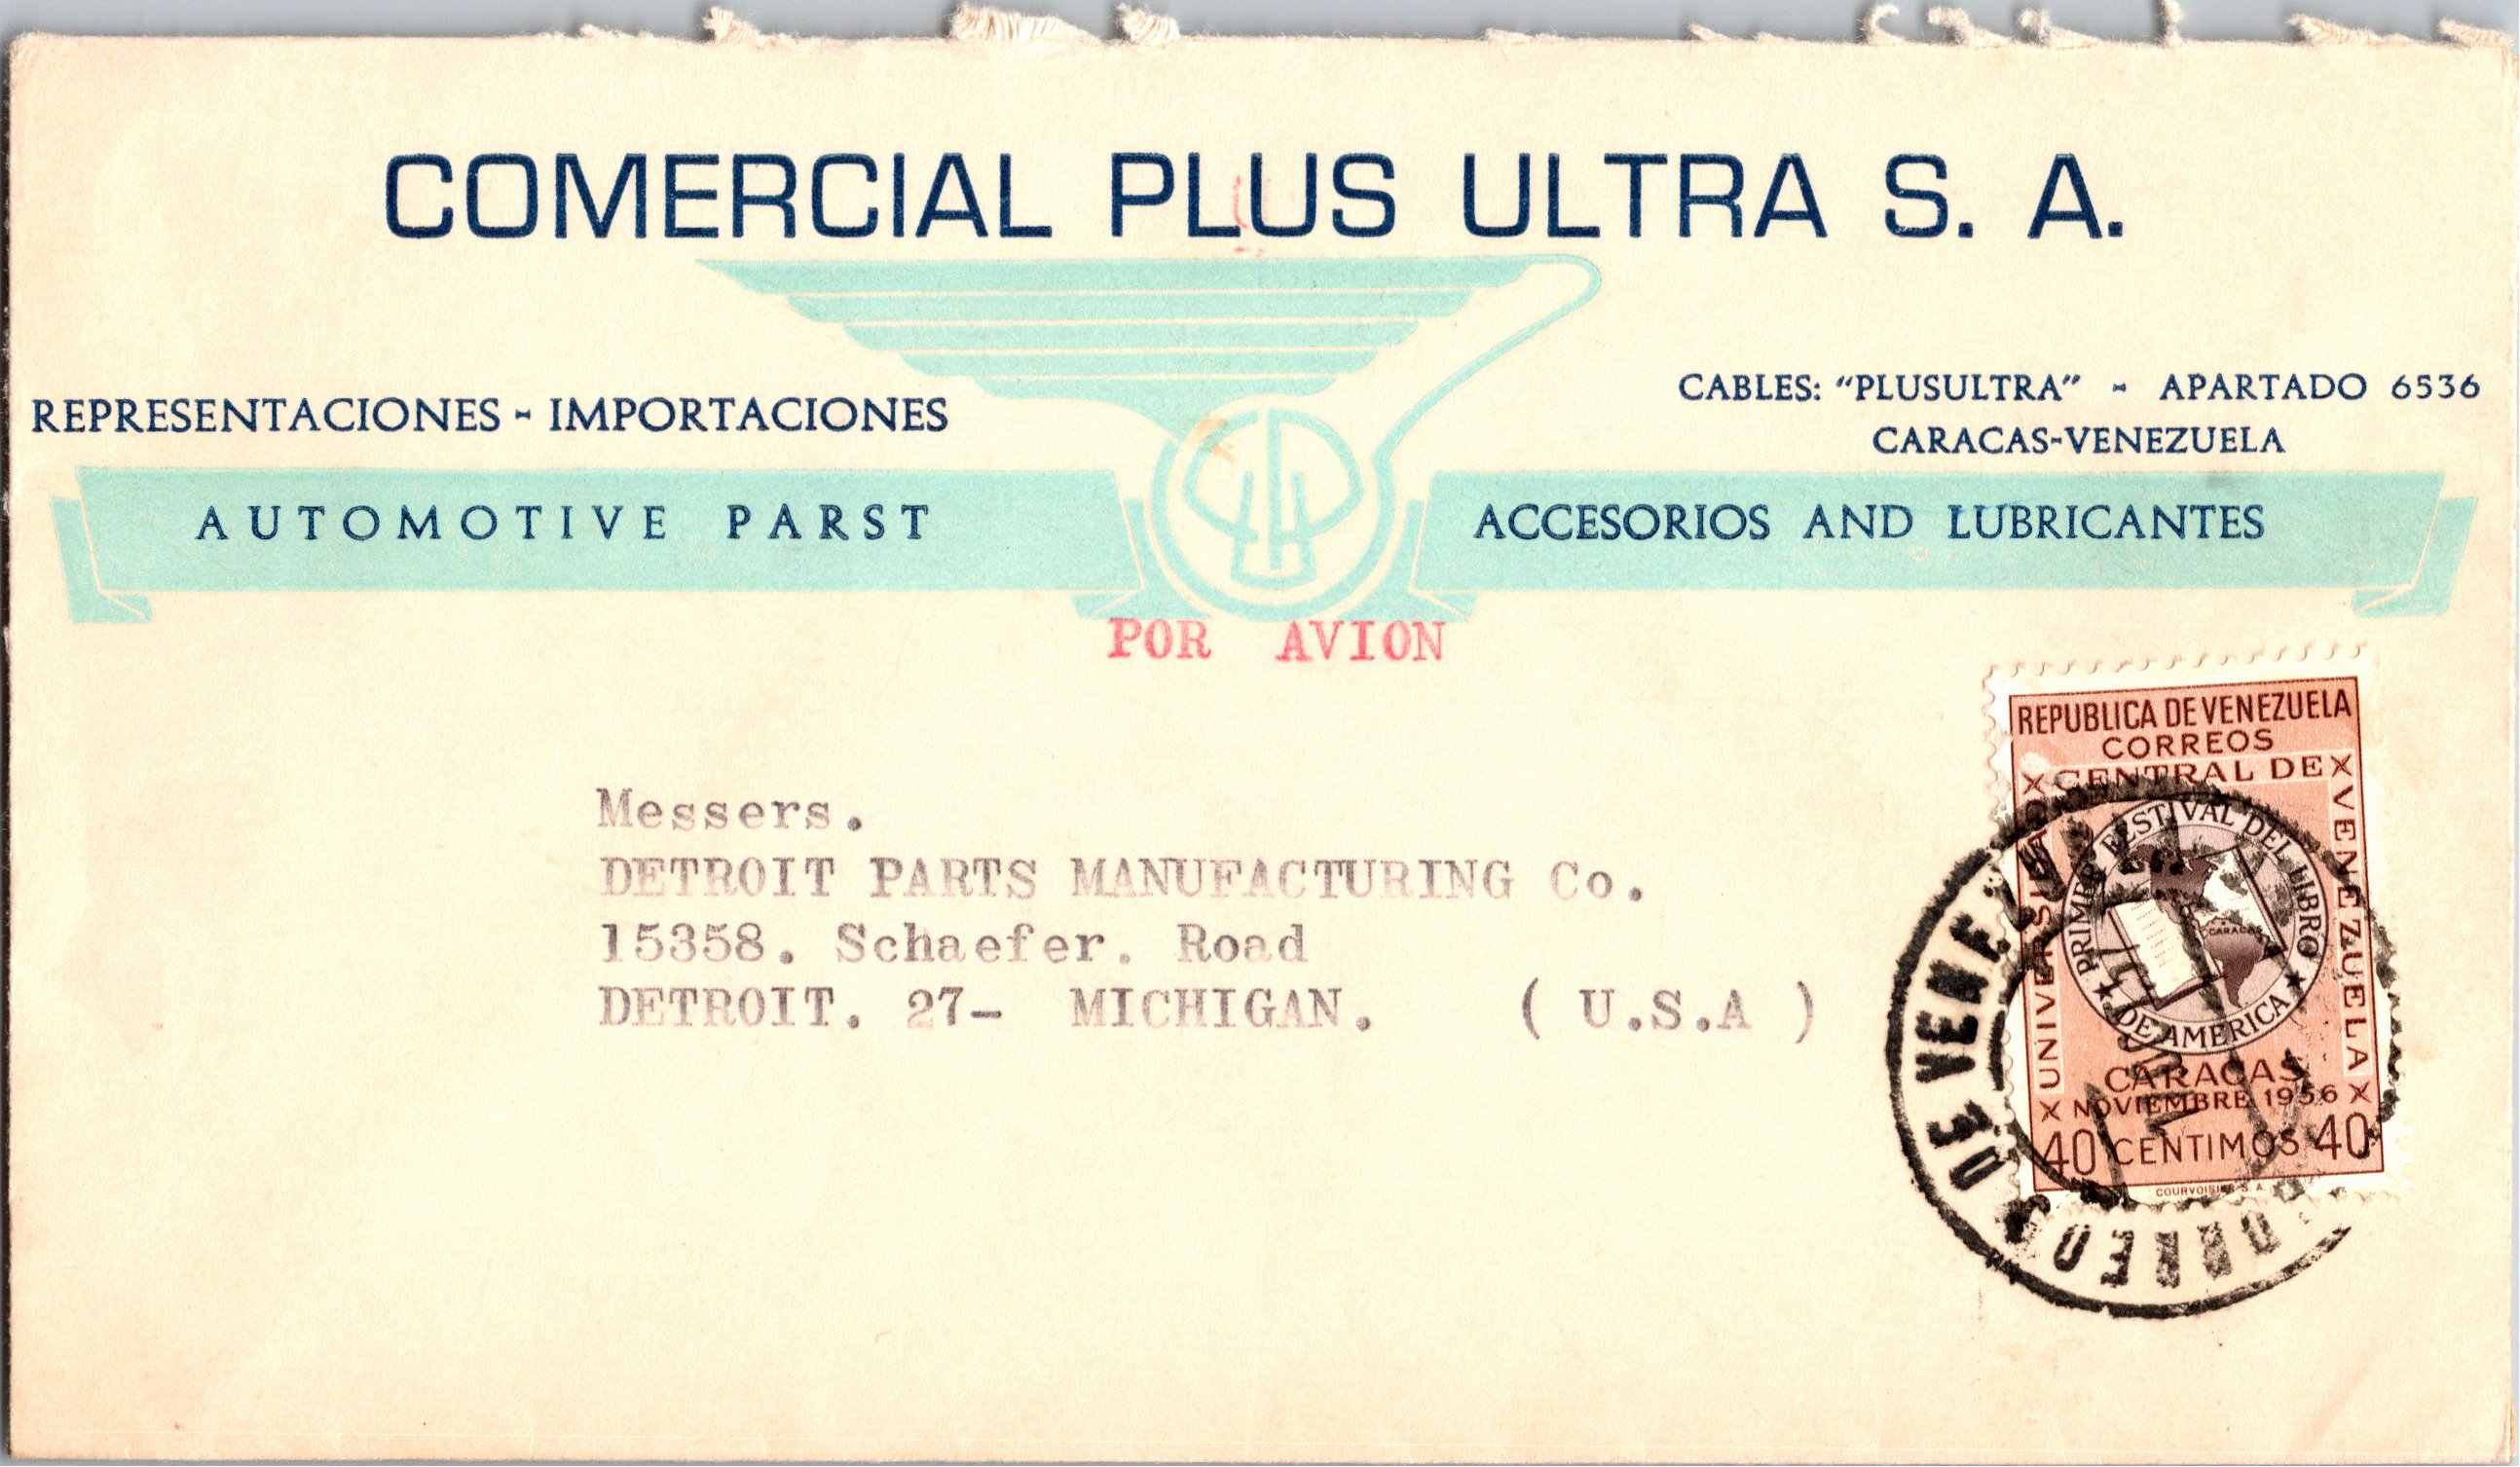 COMERCIAL PLUS ULTRA S. A.
REPRESENTACIONES - IMPORTACIONES
CABLES: "PLUSULTRA" - APARTADO 6536
CARACAS-VENEZUELA
AUTOMOTIVE PARST
ACCESORIOS AND LUBRICANTES
POR AVION
Messers.
DETROIT PARTS MANUFACTURING Co.
15358. Schaefer. Road
DETROIT. 27- MICHIGAN. ( U.S.A )
REPUBLICA DE VENEZUELA
CORREOS
UNIVERSIDAD
CENTRAL DE
VENEZUELA
PRIMER FESTIVAL DEL LIBRO
DE AMERICA
CARACAS
CARACAS
NOVIEMBRE 1956
40 CENTIMOS 40
COURVOISIER S. A.
DE